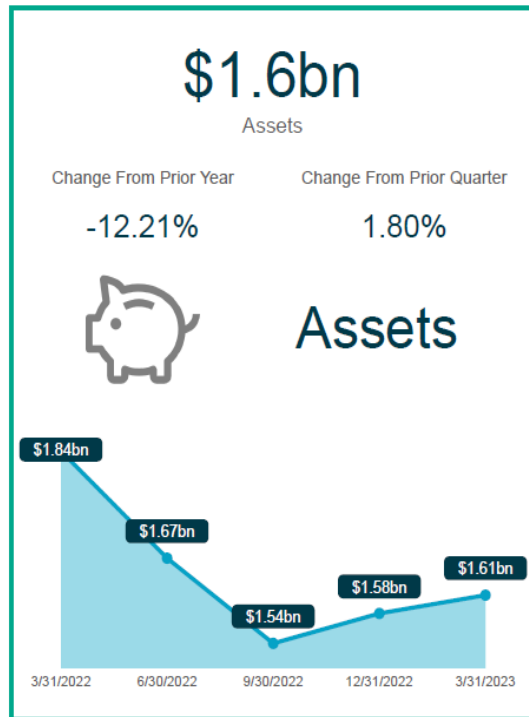 $1.6bn
Assets
Change From Prior Year
Change From Prior Quarter
-12.21%
1.80%
Assets
$1.84bn
$1.67bn
$1.54bn
$1.58bn
$1.61bn
3/31/2022
6/30/2022
9/30/2022
12/31/2022
3/31/2023